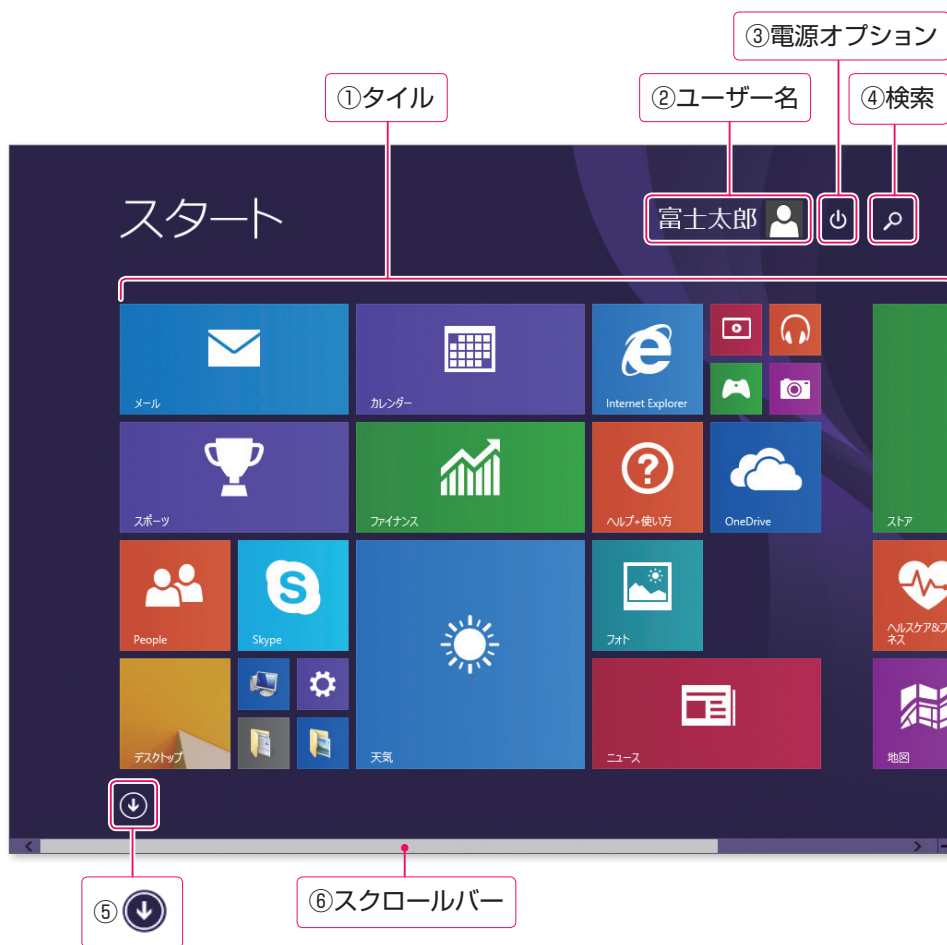 ③電源オプション
①タイル
②ユーザー名
④検索
スタート
富士太郎
メール
カレンダー
Internet Explorer
スポーツ
ファイナンス
ヘルプ+使い方
OneDrive
ストア
People
Skype
フォト
ヘルスケア&フ
ネス
デスクトップ
天気
ニュース
地図
⑤
⑥スクロールバー